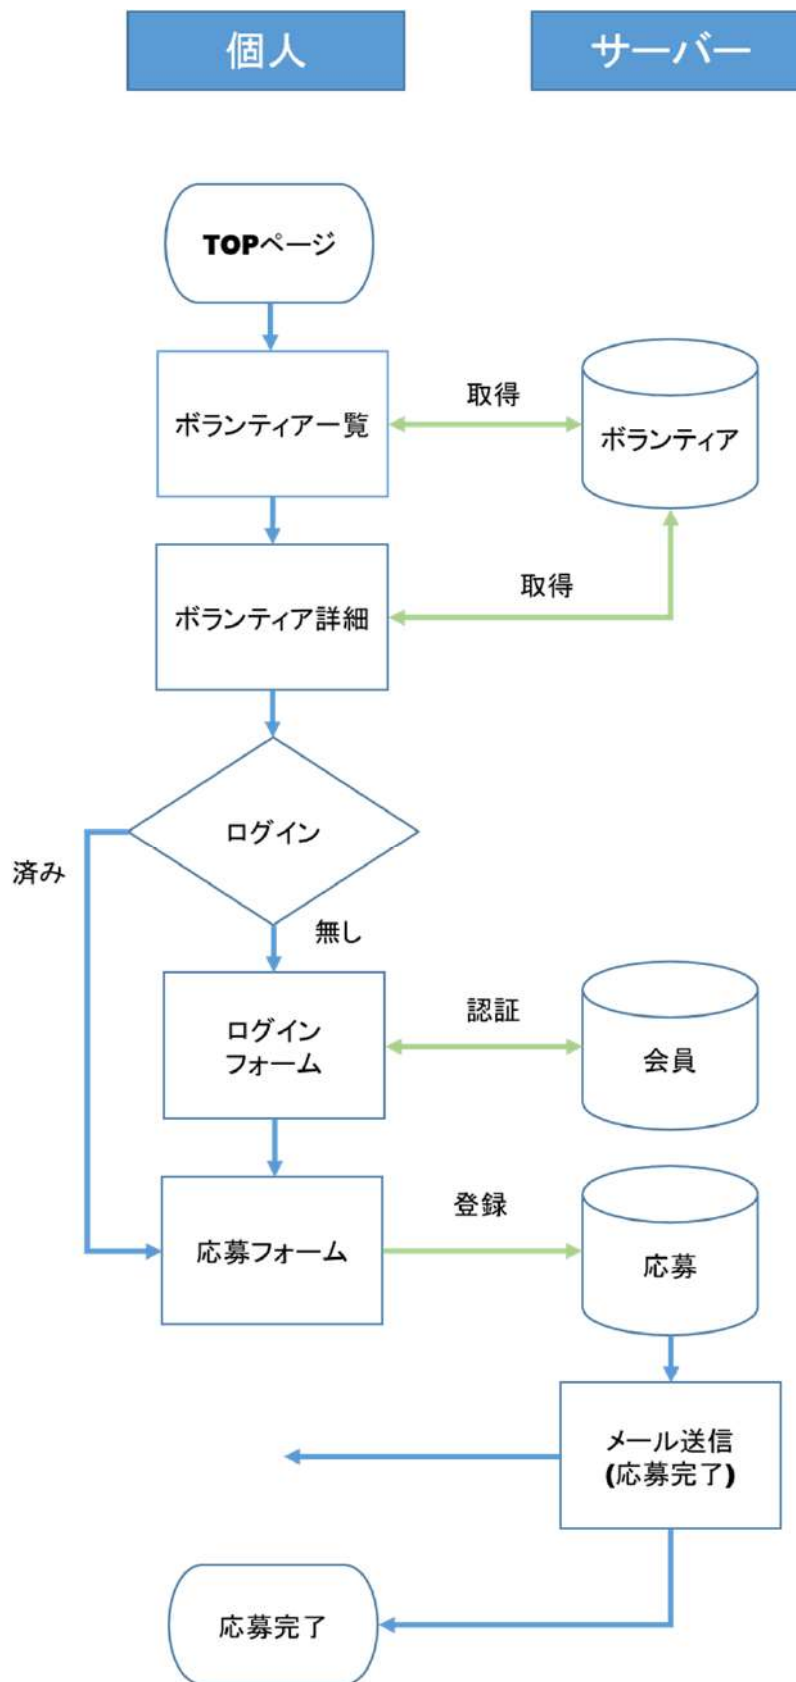 個人
サーバー
TOPページ
ボランティア一覧
取得
ボランティア
ボランティア詳細
取得
ログイン
済み
無し
ログイン
フォーム
認証
会員
応募フォーム
登録
応募
メール送信
(応募完了)
応募完了